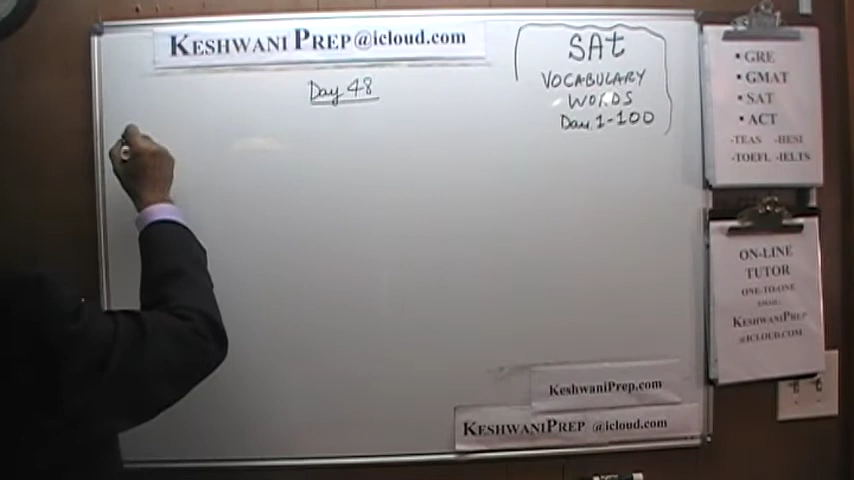 KESHWANI PREP@icloud.com
Day 48
SAt
VOCABULARY
WORDS
Day 1-100
• GRE
• GMAT
• SAT
• ACT
-TEAS -HESI
-TOEFL -IELTS
ON-LINE
TUTOR
ONE-TO-ONE
EMAIL:
KESHWANIPREP
@ICLOUD.COM
KESHWANIPREP.COM
KESHWANIPREP @icloud.com